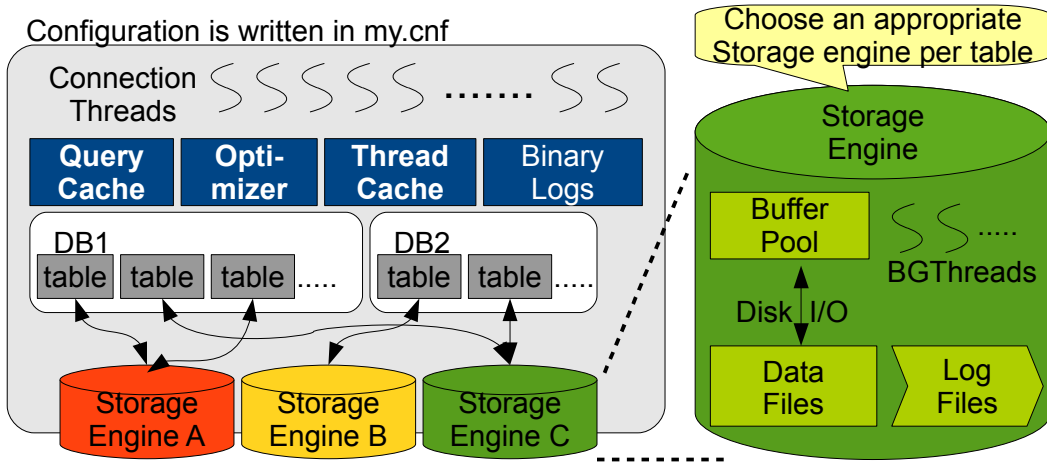 Configuration is written in my.cnf
Connection
Threads
.......
Query
Cache
Opti-
mizer
Thread
Cache
Binary
Logs
DB1
table
table
table
.....
DB2
table
table
.....
Storage
Engine A
Storage
Engine B
Storage
Engine C
Choose an appropriate
Storage engine per table
Storage
Engine
Buffer
Pool
.....
BGThreads
Disk I/O
Data
Files
Log
Files